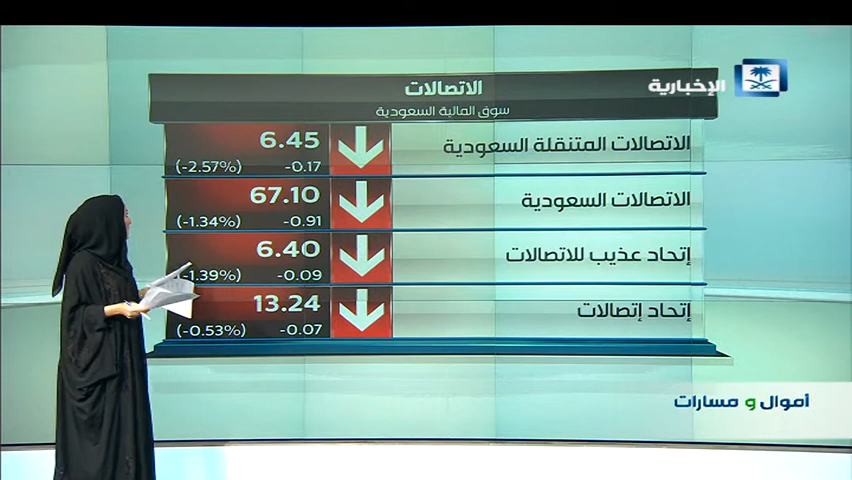 الاتصالات
سوق المالية السعودية
الإخبارية
الاتصالات المتنقلة السعودية
6.45
-0.17 (-2.57%)
الاتصالات السعودية
67.10
-0.91 (-1.34%)
إتحاد عذيب للاتصالات
6.40
-0.09 (-1.39%)
إتحاد إتصالات
13.24
-0.07 (-0.53%)
أموال و مسارات